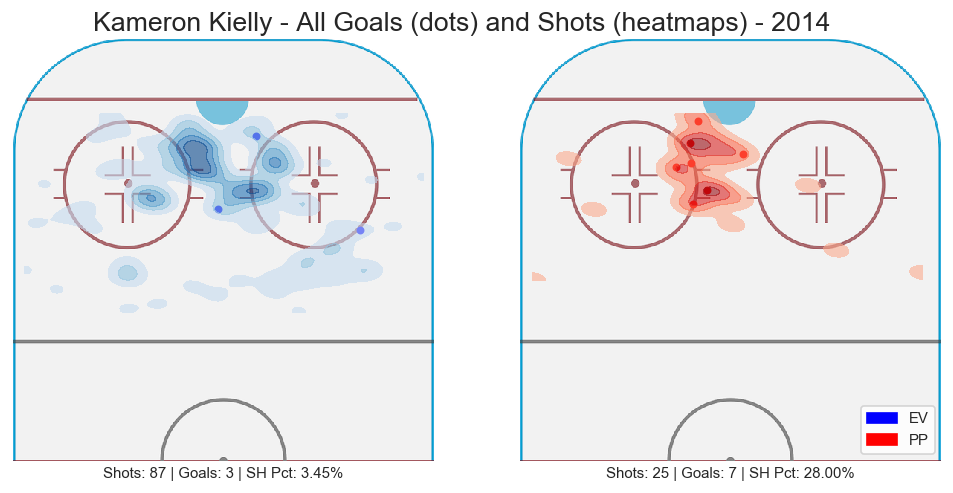 Kameron Kielly - All Goals (dots) and Shots (heatmaps) - 2014
EV
PP
Shots: 87 | Goals: 3 | SH Pct: 3.45%
Shots: 25 | Goals: 7 | SH Pct: 28.00%